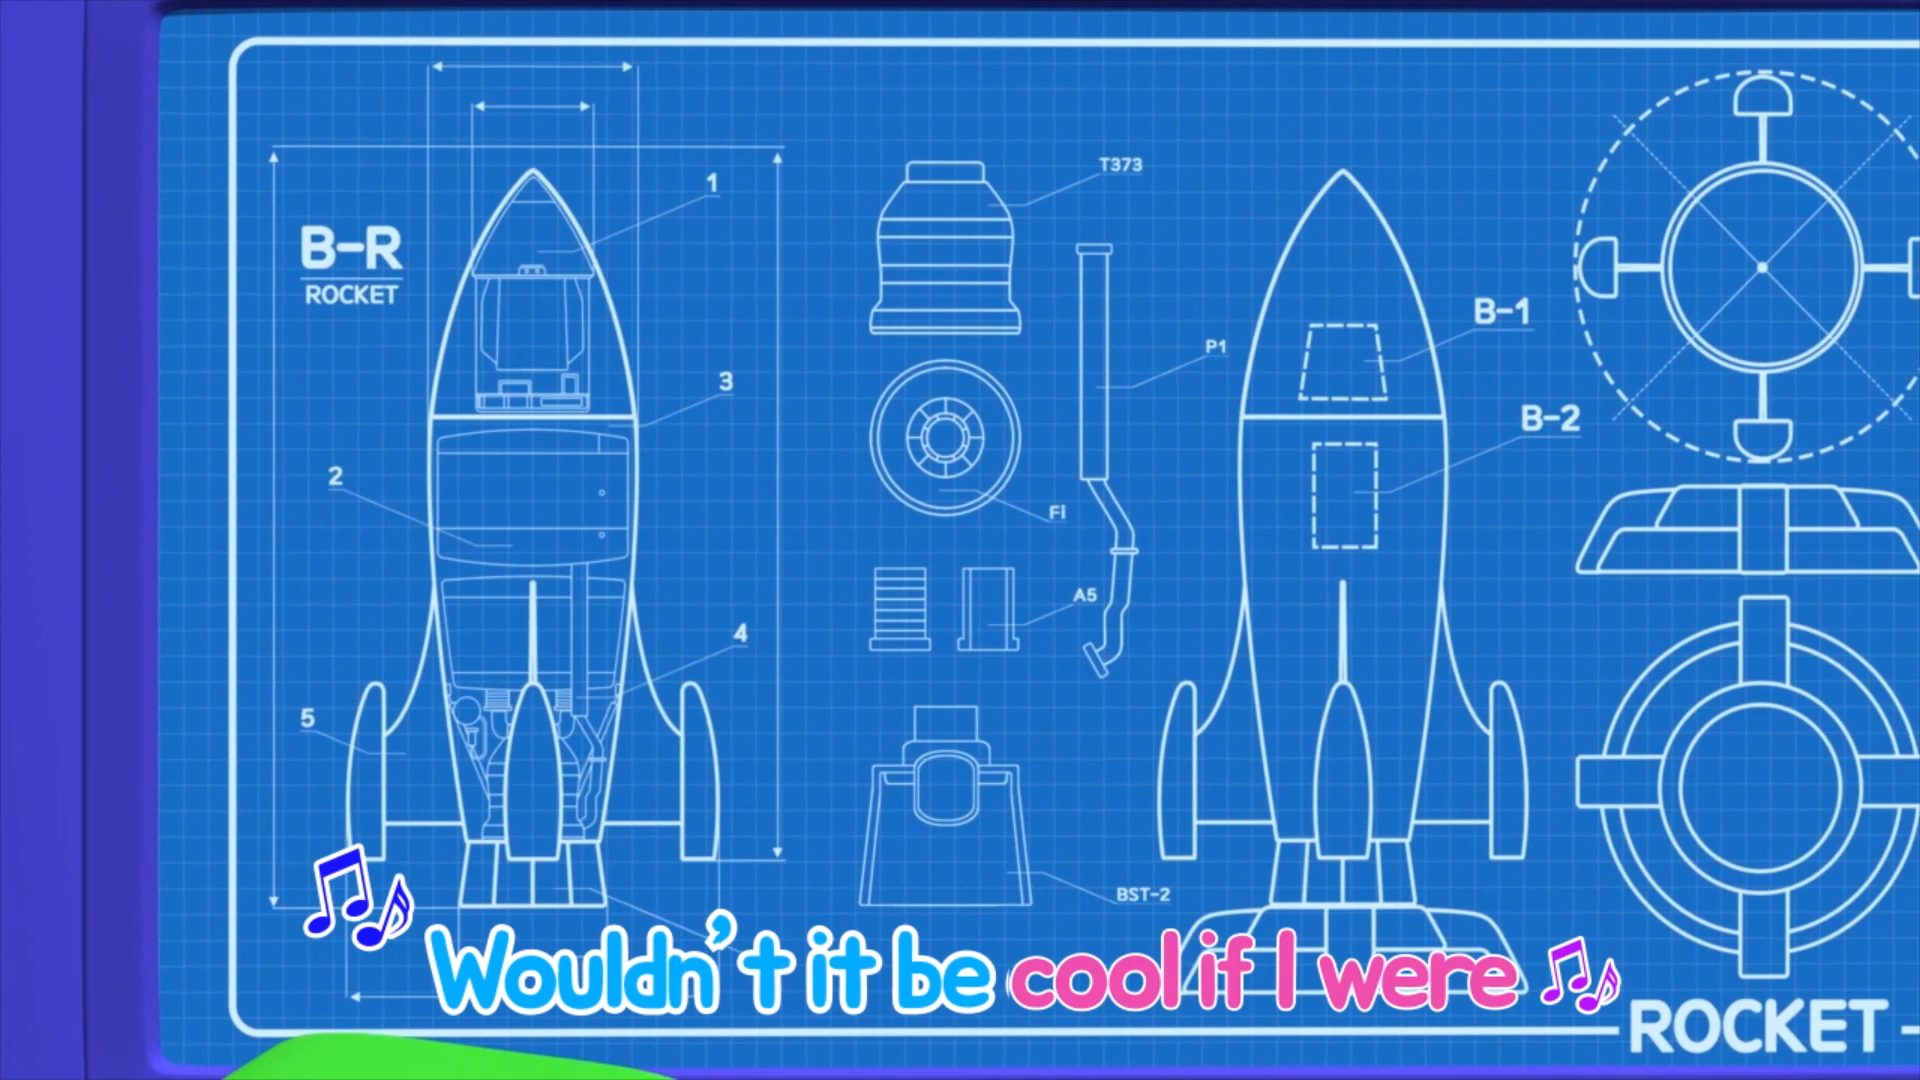 B-R
ROCKET
1
2
3
4
5
T373
P1
Fi
A5
BST-2
B-1
B-2
ROCKET
Wouldn't it be cool if I were